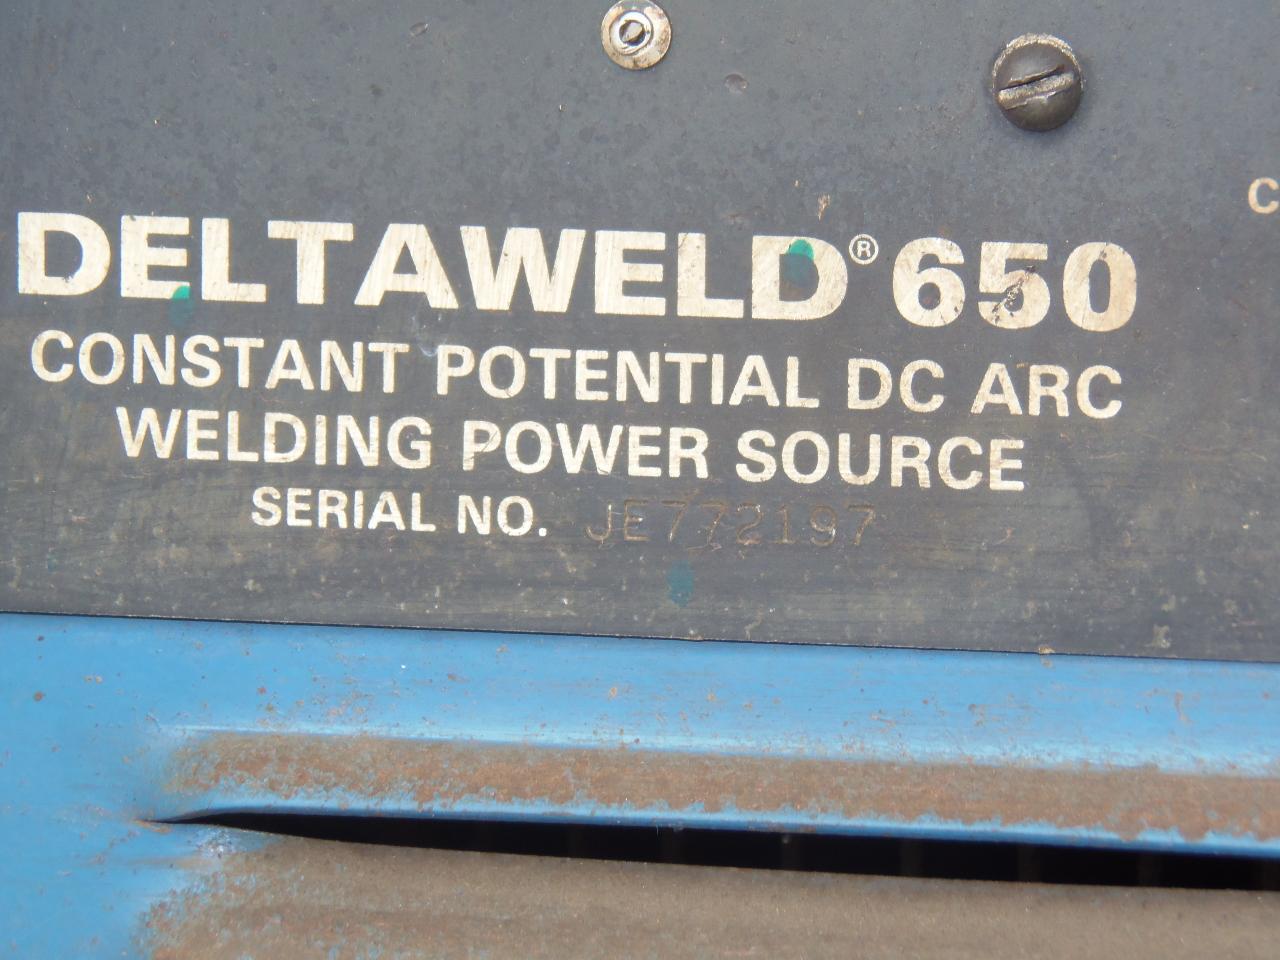 DELTAWELD® 650
CONSTANT POTENTIAL DC ARC
WELDING POWER SOURCE
SERIAL NO. JE772197
C